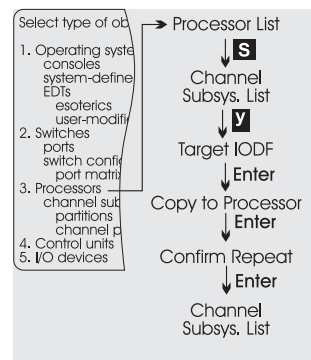 Select type of ob
1. Operating syste
consoles
system-define
EDTs
esoterics
user-modifi
2. Switches
ports
switch config
port matri
3. Processors
channel sub
partitions
channel p
4. Control units
5. I/O devices
Processor List
S
Channel
Subsys. List
y
Target IODF
Enter
Copy to Processor
Enter
Confirm Repeat
Enter
Channel
Subsys. List